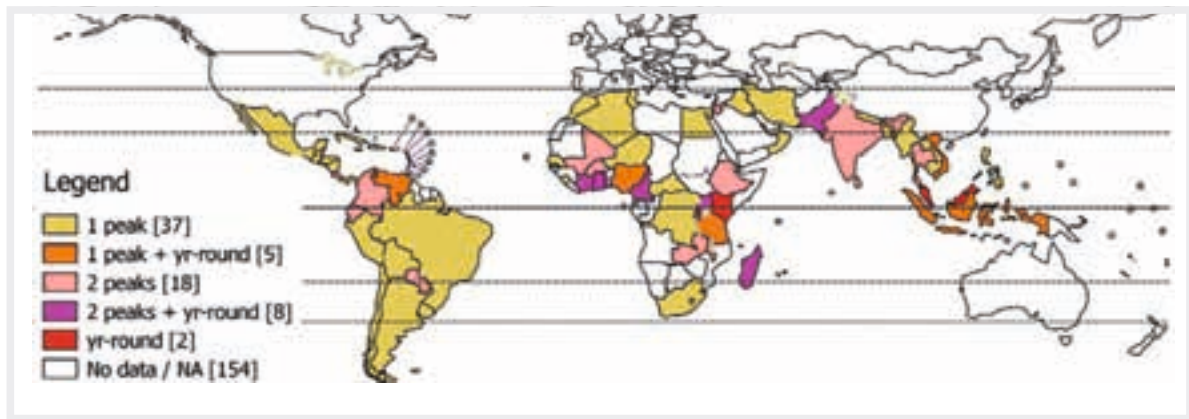 Legend
1 peak [37]
1 peak + yr-round [5]
2 peaks [18]
2 peaks + yr-round [8]
yr-round [2]
No data / NA [154]